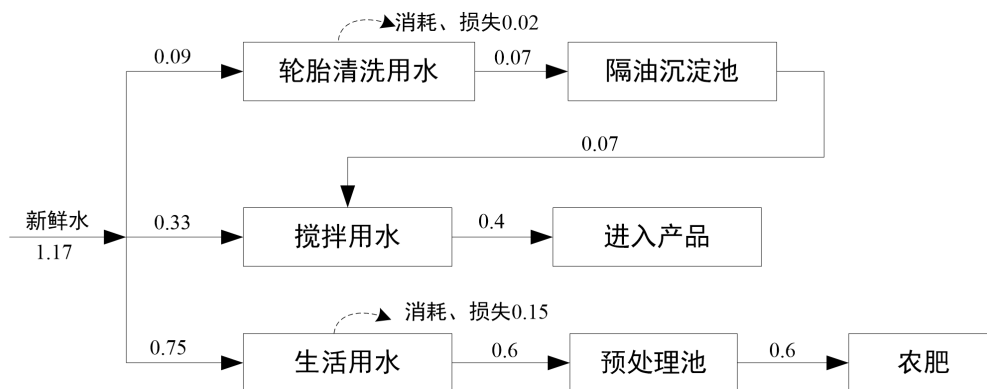 消耗、损失0.02
0.09
轮胎清洗用水
0.07
隔油沉淀池
0.07
新鲜水
1.17
0.33
搅拌用水
0.4
进入产品
消耗、损失0.15
0.75
生活用水
0.6
预处理池
0.6
农肥